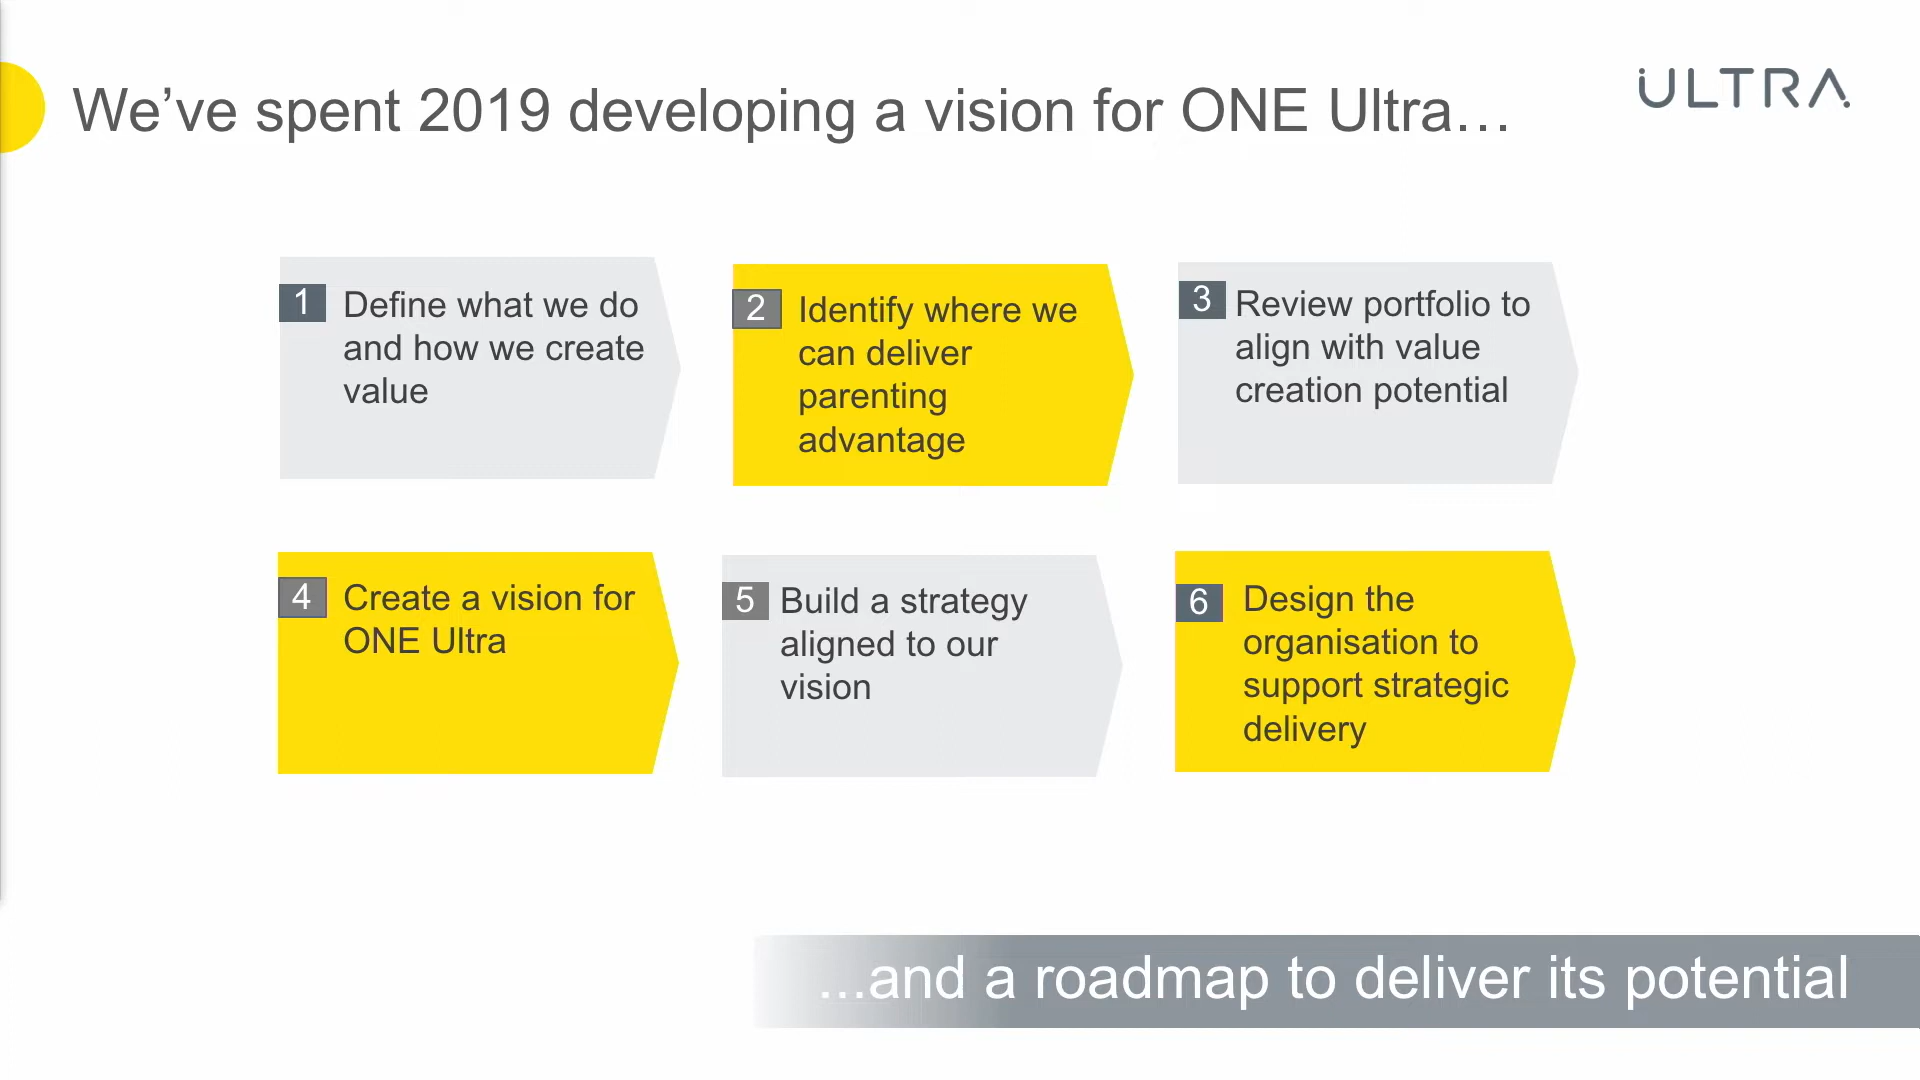 We’ve spent 2019 developing a vision for ONE Ultra…
ULTRA
1
Define what we do
and how we create
value
2
Identify where we
can deliver
parenting
advantage
3
Review portfolio to
align with value
creation potential
4
Create a vision for
ONE Ultra
5
Build a strategy
aligned to our
vision
6
Design the
organisation to
support strategic
delivery
...and a roadmap to deliver its potential